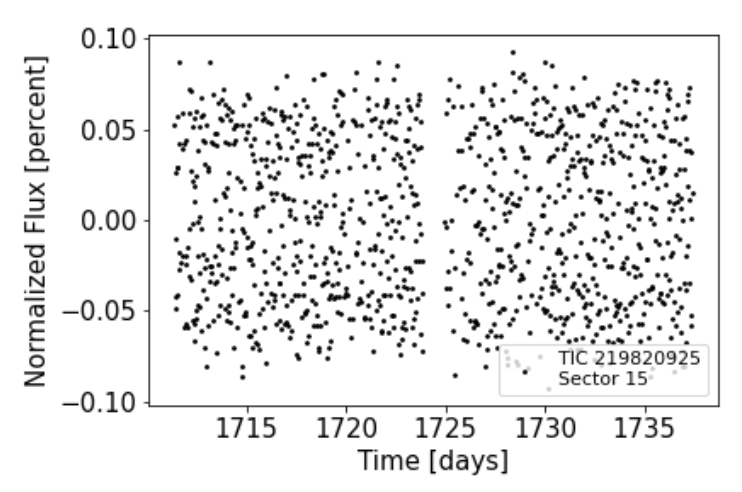 Normalized Flux [percent]
0.10
0.05
0.00
−0.05
−0.10
TIC 219820925
Sector 15
1715 1720 1725 1730 1735
Time [days]